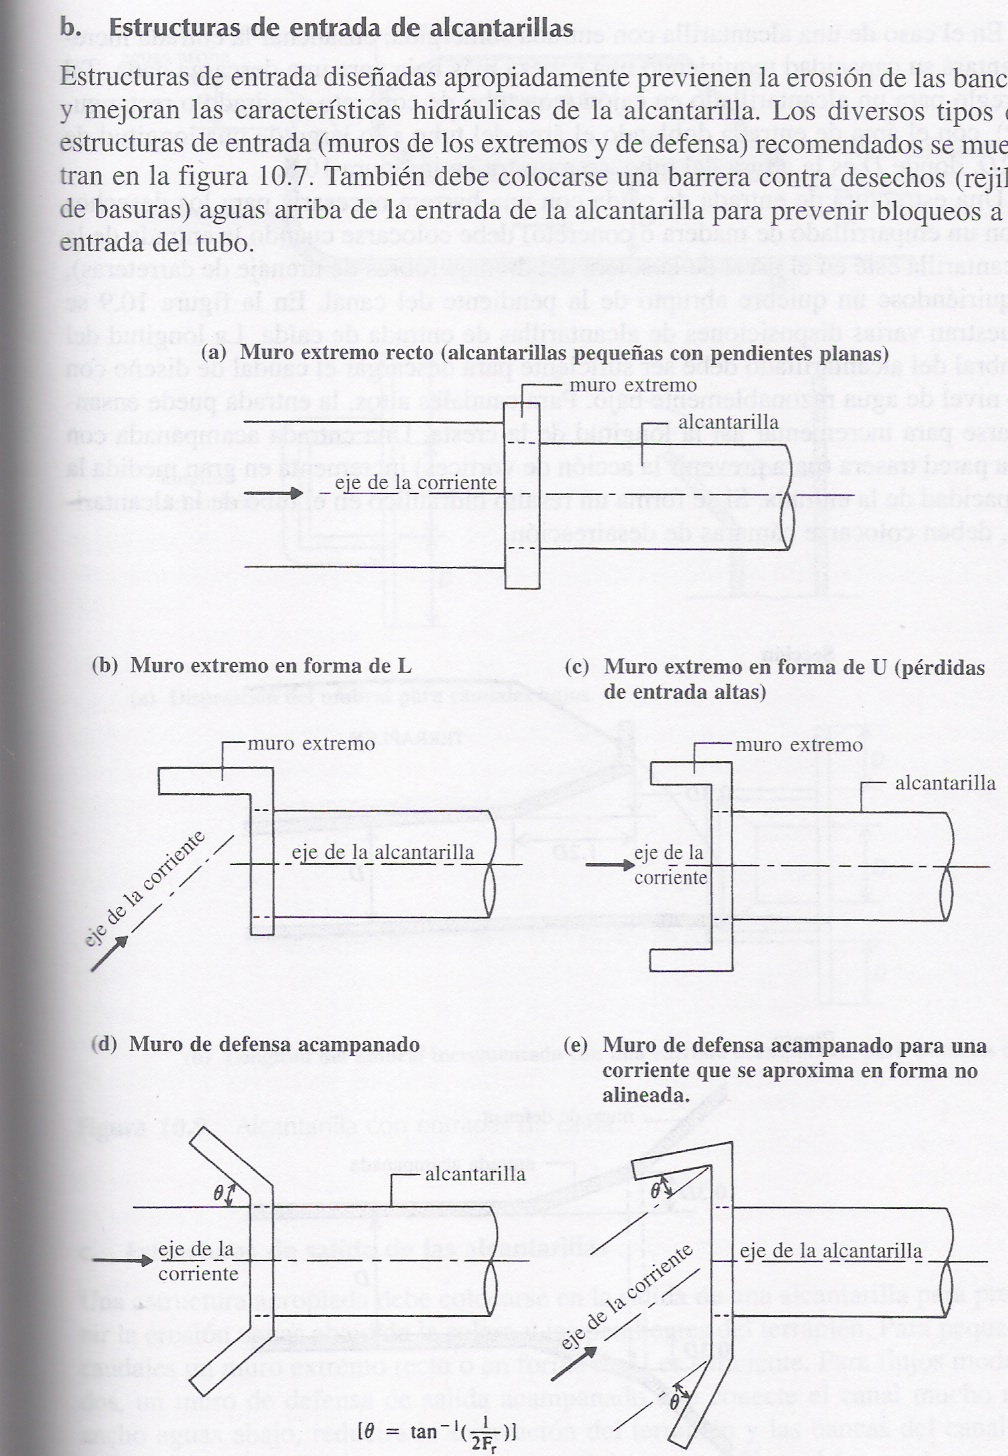 b. Estructuras de entrada de alcantarillas
Estructuras de entrada diseñadas apropiadamente previenen la erosión de las banc
y mejoran las características hidráulicas de la alcantarilla. Los diversos tipos
estructuras de entrada (muros de los extremos y de defensa) recomendados se mue
tran en la figura 10.7. También debe colocarse una barrera contra desechos (rejil
de basuras) aguas arriba de la entrada de la alcantarilla para prevenir bloqueos a
entrada del tubo.
(a) Muro extremo recto (alcantarillas pequeñas con pendientes planas)
muro extremo
alcantarilla
eje de la corriente
(b) Muro extremo en forma de L
muro extremo
eje de la alcantarilla
eje de la corriente
(c) Muro extremo en forma de U (pérdidas
de entrada altas)
muro extremo
alcantarilla
eje de la
corriente
(d) Muro de defensa acampanado
alcantarilla
θ
eje de la
corriente
(e) Muro de defensa acampanado para una
corriente que se aproxima en forma no
alineada.
θ
eje de la alcantarilla
eje de la corriente
θ
[θ = tan⁻¹(1/2Fᵣ)]